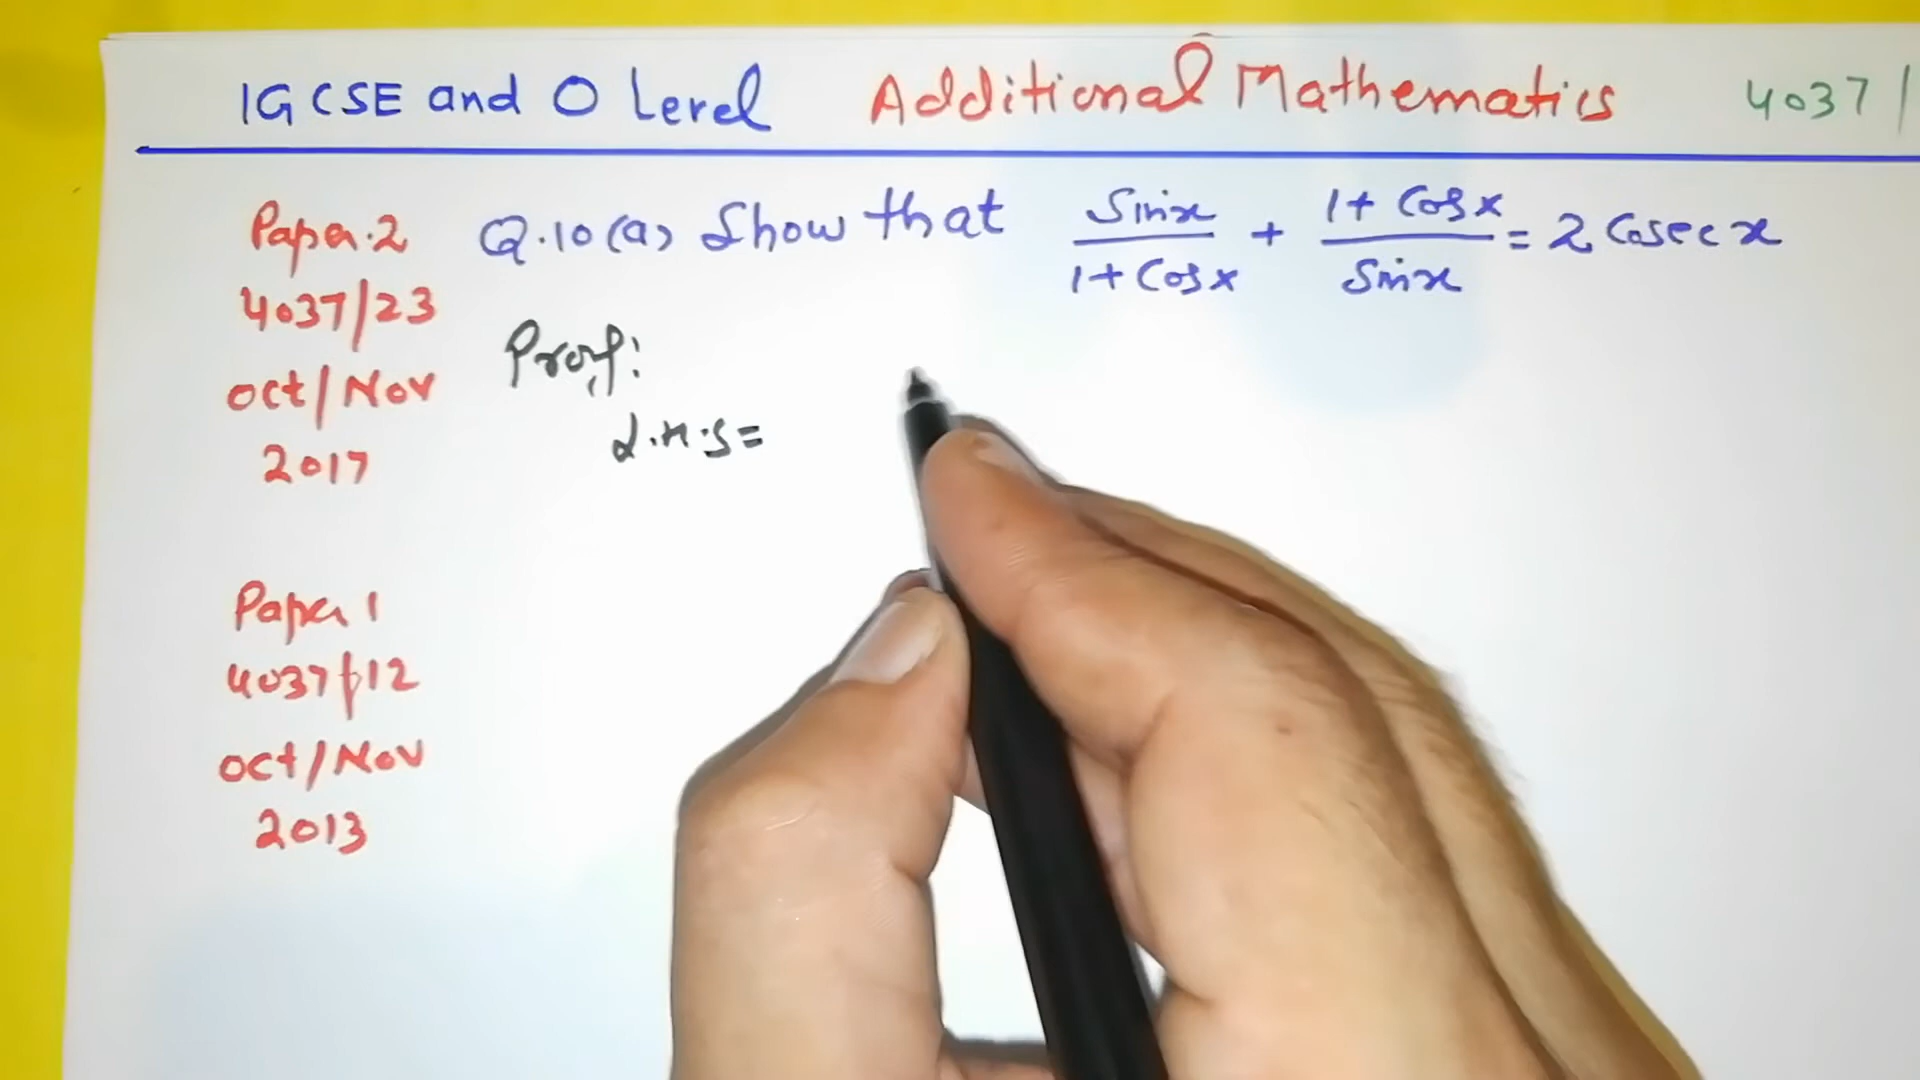 IGCSE and O Level Additional Mathematics 4037/
Paper.2
4037/23
Oct/Nov
2017
Q.10(a) Show that sinx/(1+Cosx) + (1+Cosx)/sinx = 2 Cosec x
Proof:
L.H.S=
Paper 1
4037/12
Oct/Nov
2013